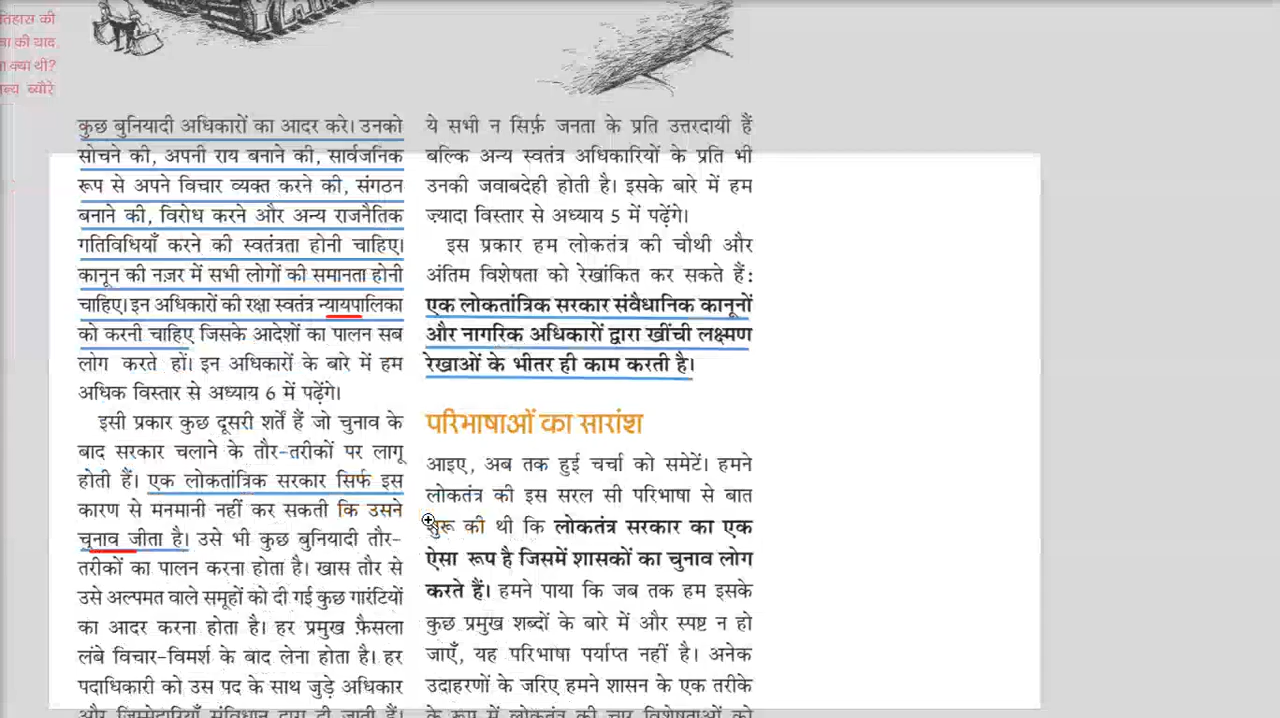 की
की याद
क्या थी?
ब्यौरे
कुछ बुनियादी अधिकारों का आदर करे। उनको
सोचने की, अपनी राय बनाने की, सार्वजनिक
रूप से अपने विचार व्यक्त करने की, संगठन
बनाने की, विरोध करने और अन्य राजनैतिक
गतिविधियाँ करने की स्वतंत्रता होनी चाहिए।
कानून की नज़र में सभी लोगों की समानता होनी
चाहिए। इन अधिकारों की रक्षा स्वतंत्र न्यायपालिका
को करनी चाहिए जिसके आदेशों का पालन सब
लोग करते हों। इन अधिकारों के बारे में हम
अधिक विस्तार से अध्याय 6 में पढ़ेंगे।
इसी प्रकार कुछ दूसरी शर्तें हैं जो चुनाव के
बाद सरकार चलाने के तौर-तरीकों पर लागू
होती हैं। एक लोकतांत्रिक सरकार सिर्फ इस
कारण से मनमानी नहीं कर सकती कि उसने
चुनाव जीता है। उसे भी कुछ बुनियादी तौर-
तरीकों का पालन करना होता है। खास तौर से
उसे अल्पमत वाले समूहों को दी गई कुछ गारंटियों
का आदर करना होता है। हर प्रमुख फ़ैसला
लंबे विचार-विमर्श के बाद लेना होता है। हर
पदाधिकारी को उस पद के साथ जुड़े अधिकार
और जिम्मेदारियाँ संविधान द्वारा दी जाती हैं।
ये सभी न सिर्फ़ जनता के प्रति उत्तरदायी हैं
बल्कि अन्य स्वतंत्र अधिकारियों के प्रति भी
उनकी जवाबदेही होती है। इसके बारे में हम
ज़्यादा विस्तार से अध्याय 5 में पढ़ेंगे।
इस प्रकार हम लोकतंत्र की चौथी और
अंतिम विशेषता को रेखांकित कर सकते हैं:
एक लोकतांत्रिक सरकार संवैधानिक कानूनों
और नागरिक अधिकारों द्वारा खींची लक्ष्मण
रेखाओं के भीतर ही काम करती है।
परिभाषाओं का सारांश
आइए, अब तक हुई चर्चा को समेटें। हमने
लोकतंत्र की इस सरल सी परिभाषा से बात
शुरू की थी कि लोकतंत्र सरकार का एक
ऐसा रूप है जिसमें शासकों का चुनाव लोग
करते हैं। हमने पाया कि जब तक हम इसके
कुछ प्रमुख शब्दों के बारे में और स्पष्ट न हो
जाएँ, यह परिभाषा पर्याप्त नहीं है। अनेक
उदाहरणों के जरिए हमने शासन के एक तरीके
के रूप में लोकतंत्र की चार विशेषताओं को